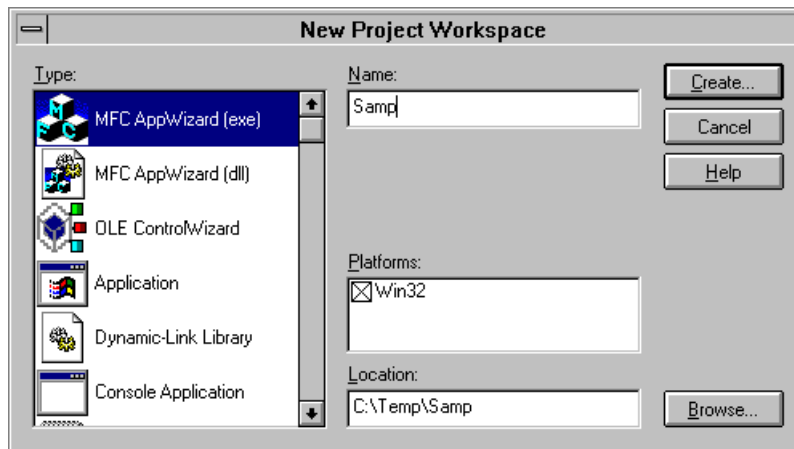 New Project Workspace
Type:
MFC AppWizard (exe)
MFC AppWizard (dll)
OLE ControlWizard
Application
Dynamic-Link Library
Console Application
Name:
Samp
Platforms:
Win32
Location:
C:\Temp\Samp
Create...
Cancel
Help
Browse...